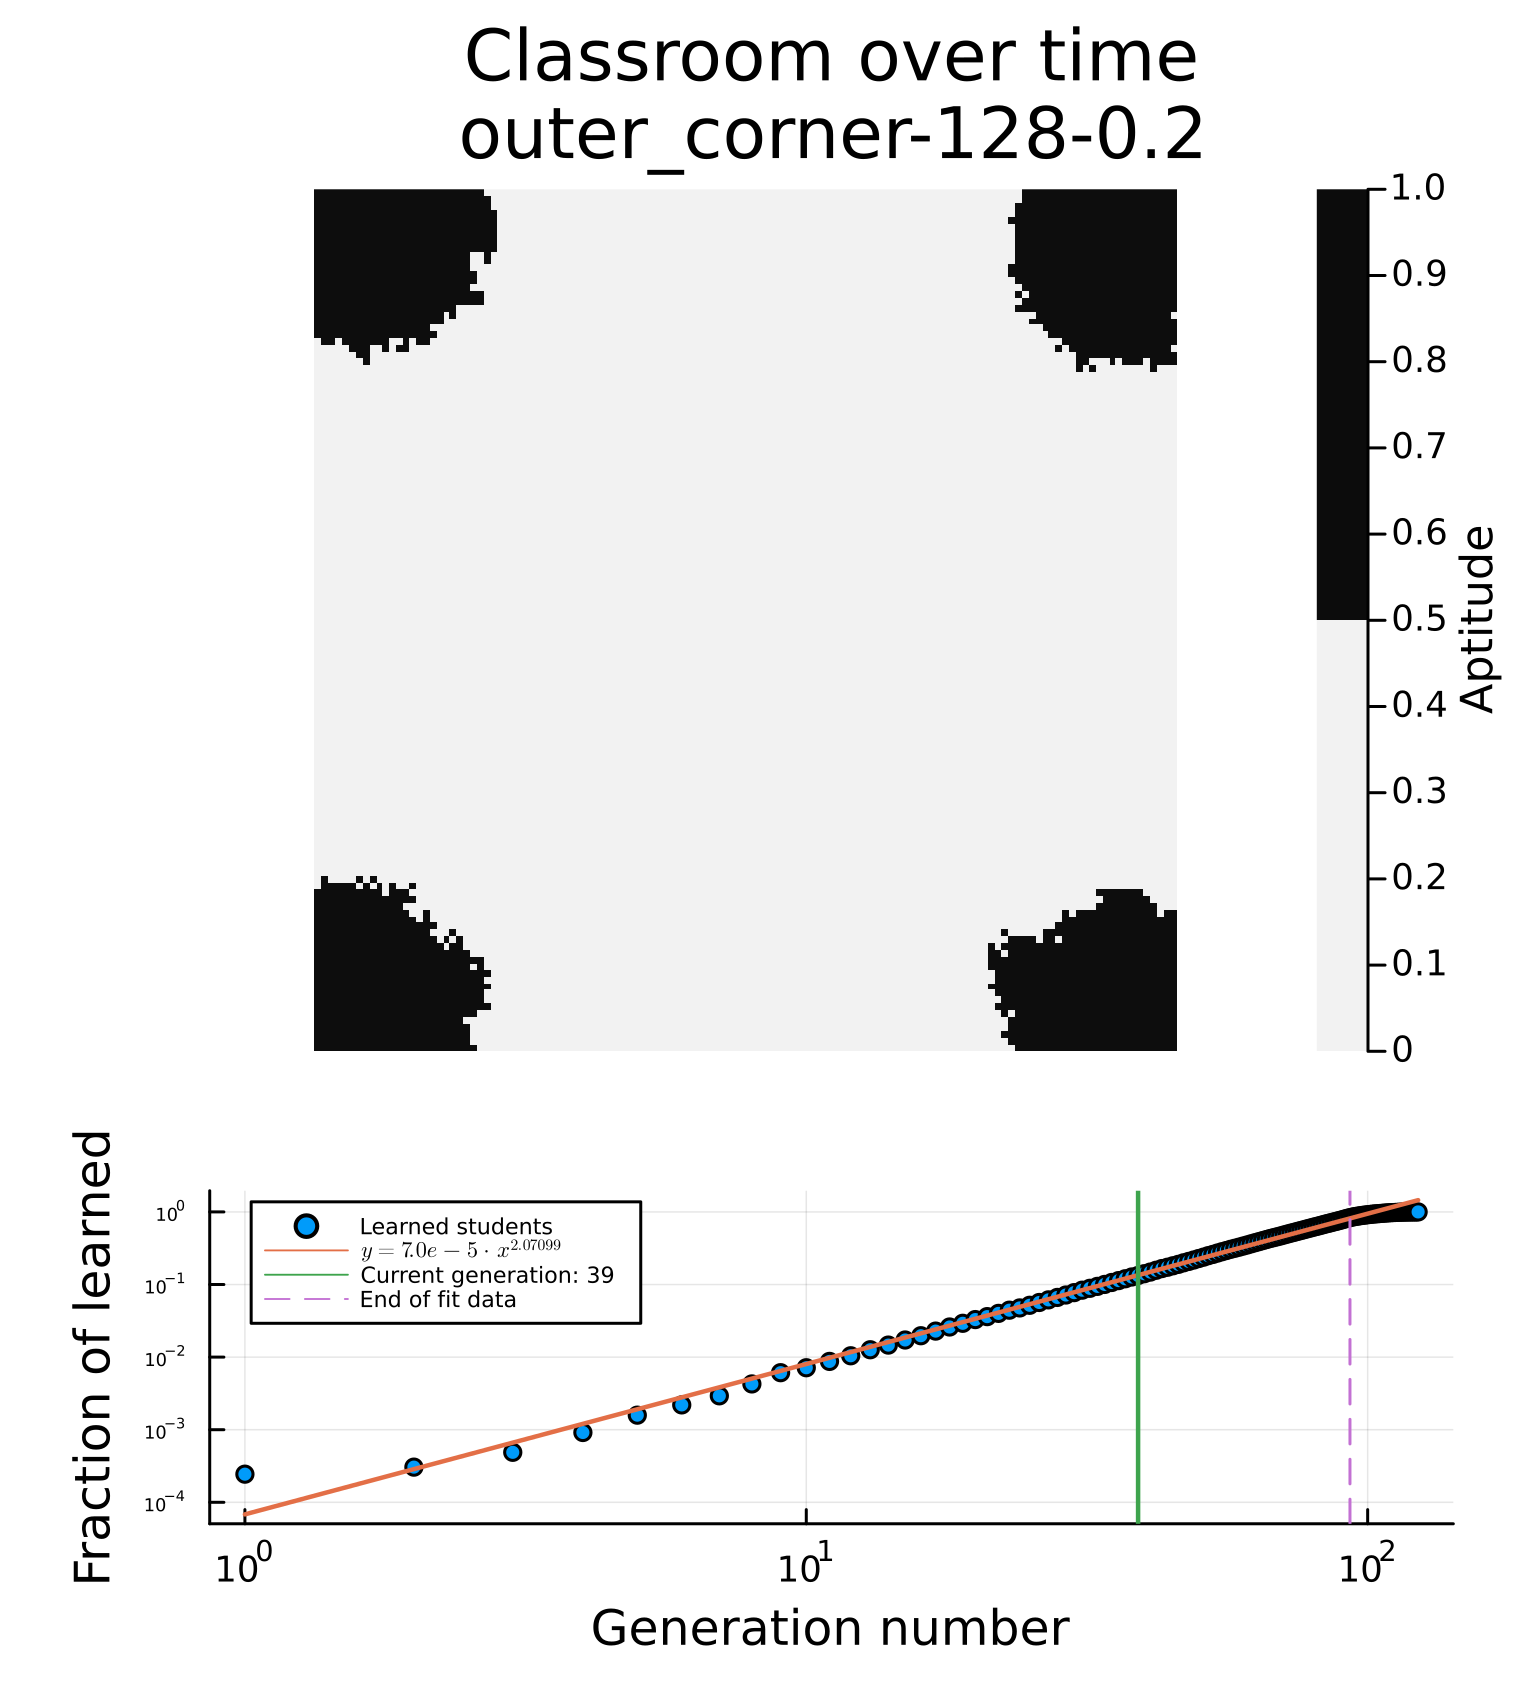 Classroom over time
outer_corner-128-0.2
1.0
0.9
0.8
0.7
0.6
0.5
0.4
0.3
0.2
0.1
0
Aptitude
Fraction of learned
10^0
10^-1
10^-2
10^-3
10^-4
Learned students
y = 7.0e − 5 · x^2.07099
Current generation: 39
End of fit data
10^0 10^1 10^2
Generation number